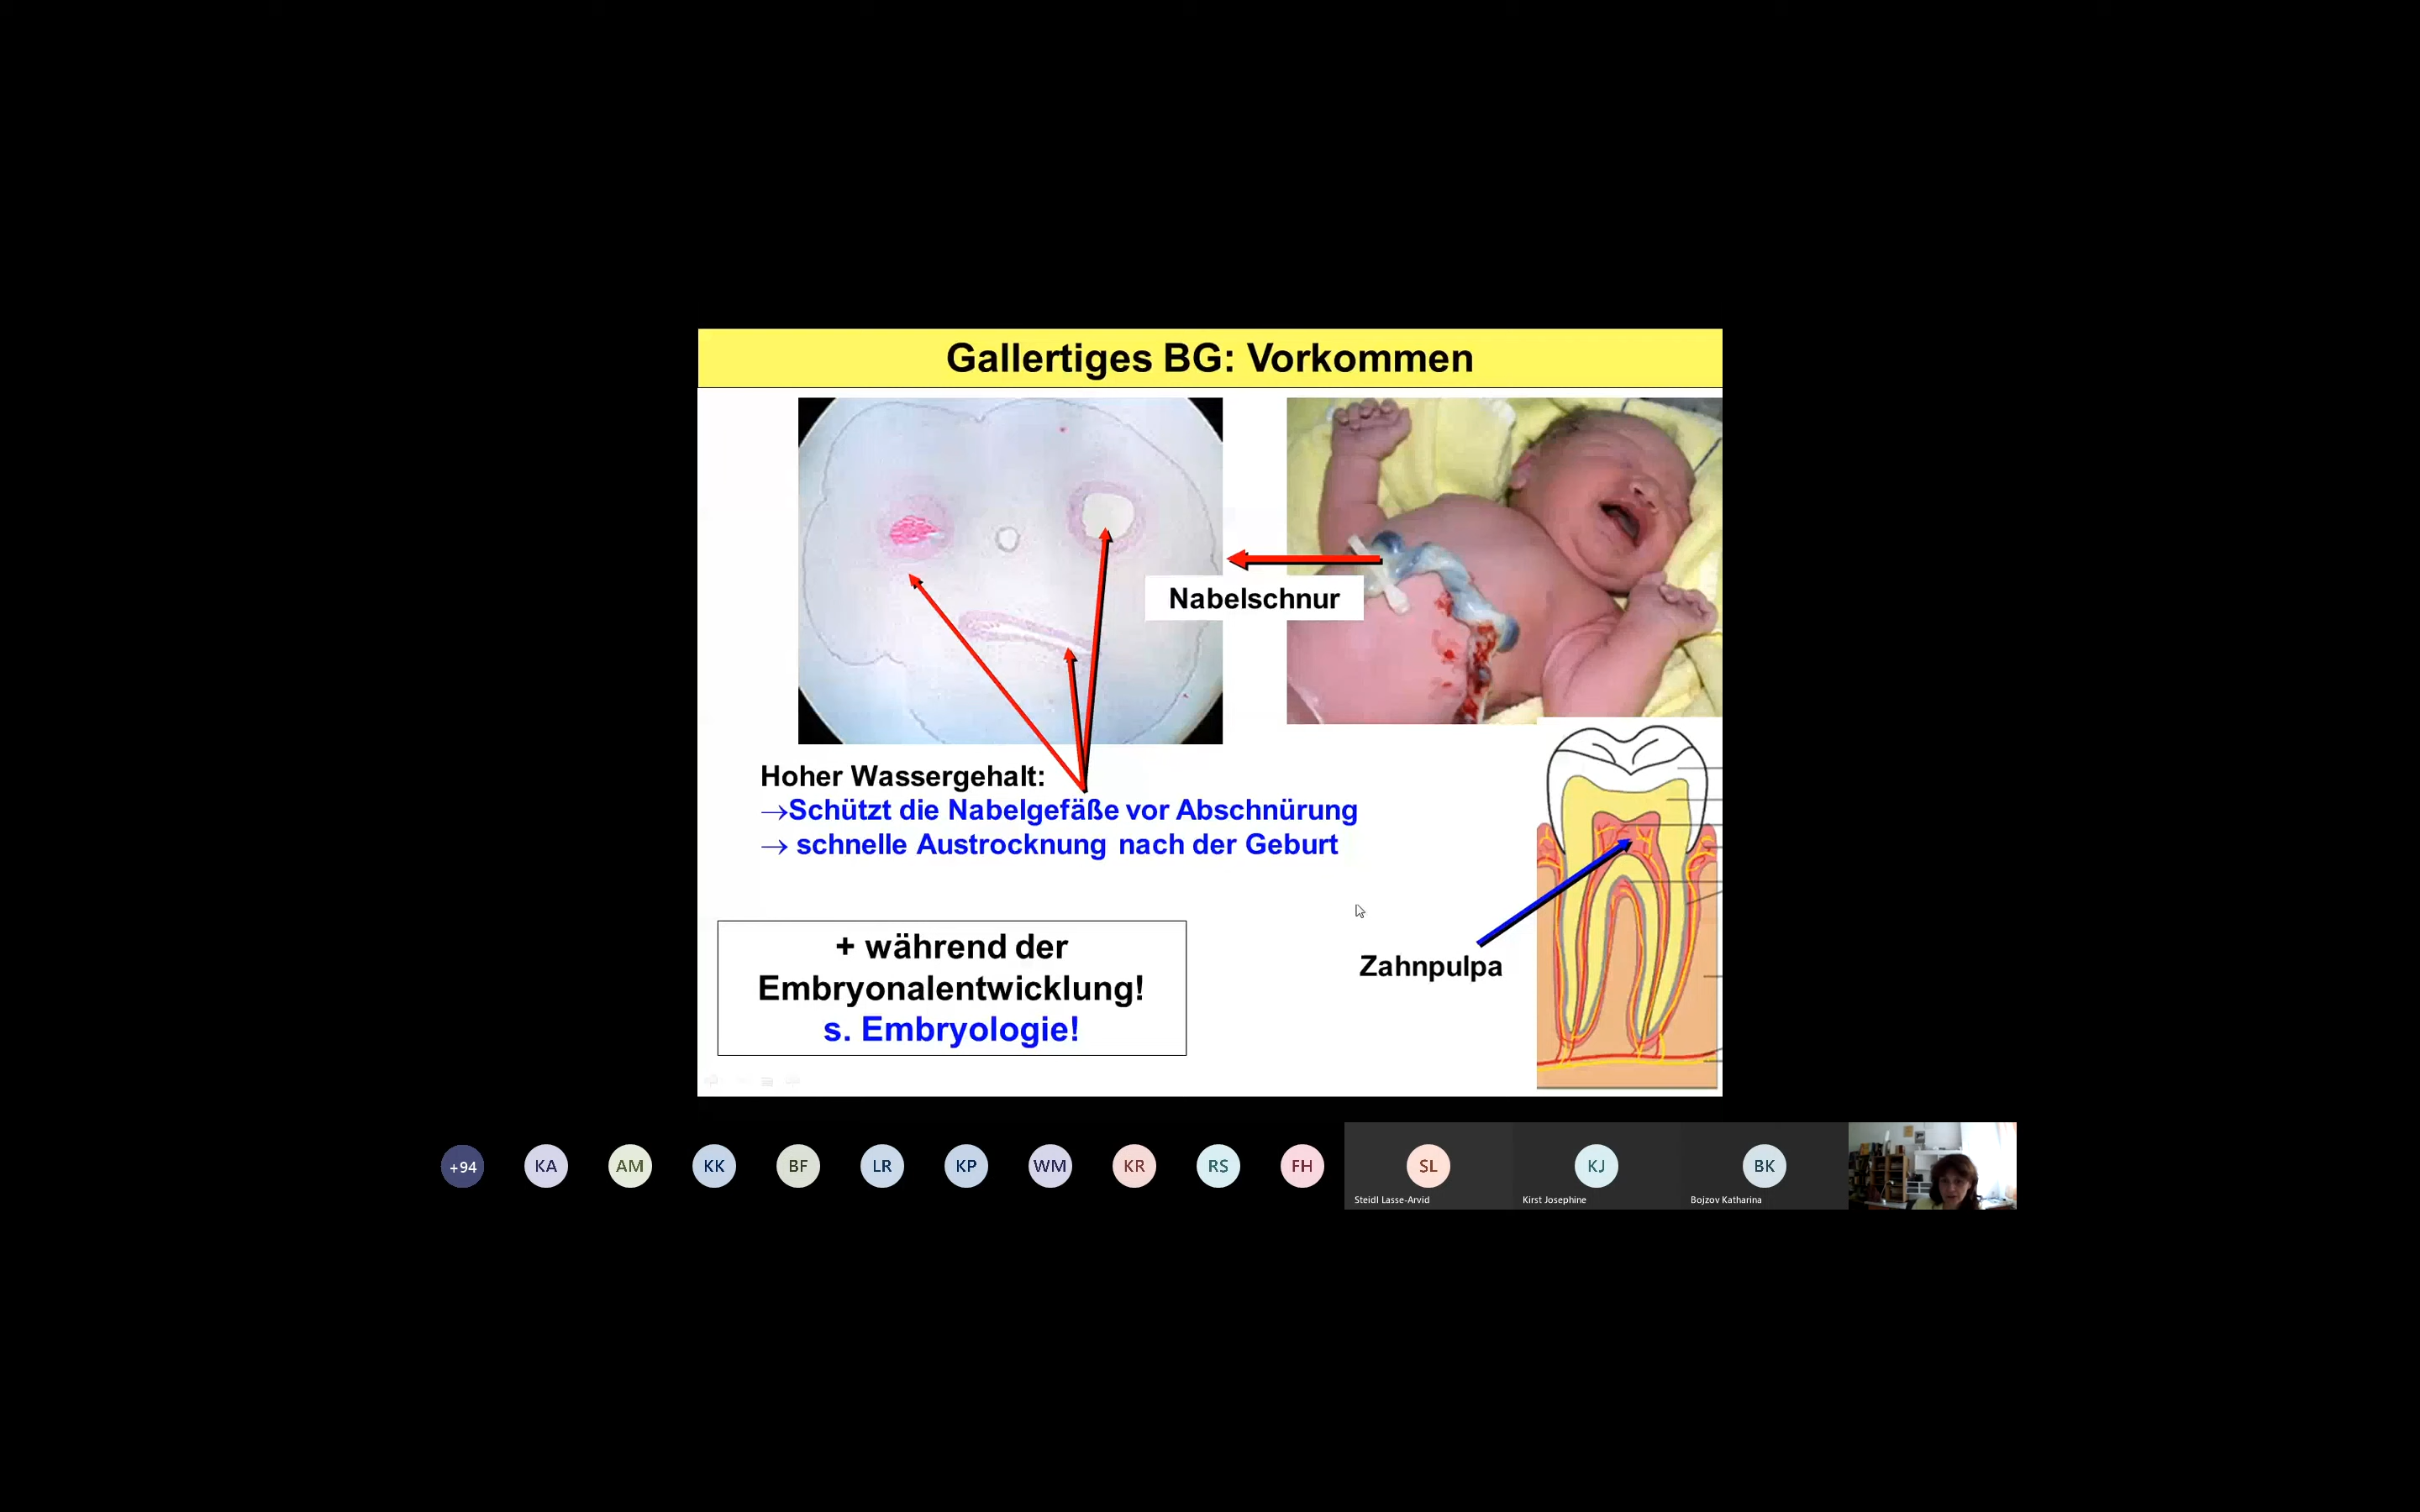 Gallertiges BG: Vorkommen
Nabelschnur
Hoher Wassergehalt:
→Schützt die Nabelgefäße vor Abschnürung
→ schnelle Austrocknung nach der Geburt
+ während der
Embryonalentwicklung!
s. Embryologie!
Zahnpulpa
+94
KA
AM
KK
BF
LR
KP
WM
KR
RS
FH
SL
KJ
BK
Steidl Lasse-Arvid
Kirst Josephine
Bojzov Katharina